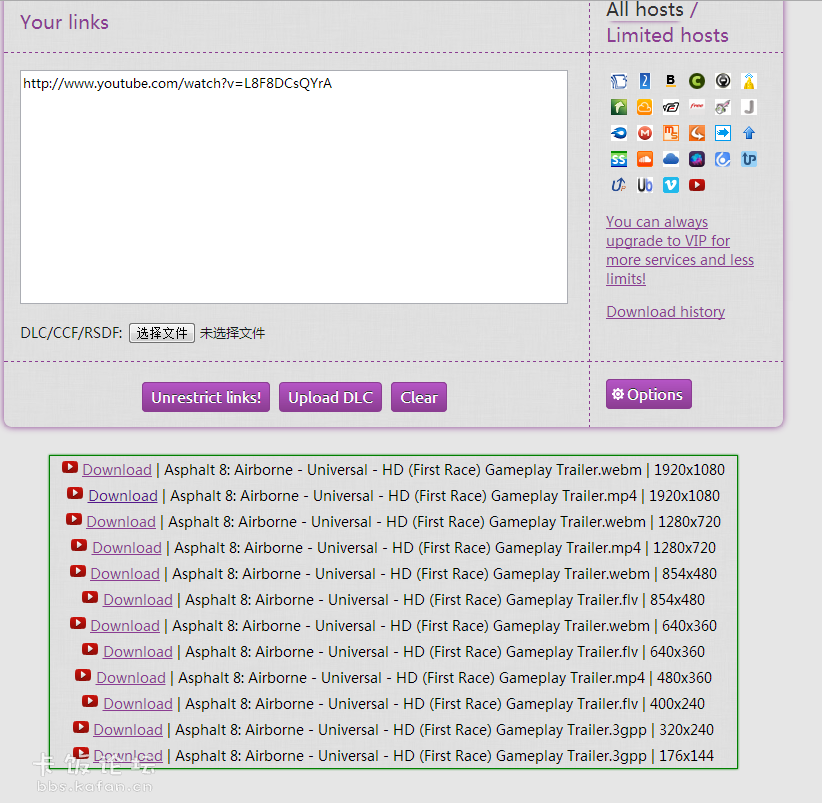 Your links
http://www.youtube.com/watch?v=L8F8DCsQYrA
DLC/CCF/RSDF: 选择文件 未选择文件
Unrestrict links! Upload DLC Clear
All hosts /
Limited hosts
You can always
upgrade to VIP for
more services and less
limits!
Download history
Options
Download | Asphalt 8: Airborne - Universal - HD (First Race) Gameplay Trailer.webm | 1920x1080
Download | Asphalt 8: Airborne - Universal - HD (First Race) Gameplay Trailer.mp4 | 1920x1080
Download | Asphalt 8: Airborne - Universal - HD (First Race) Gameplay Trailer.webm | 1280x720
Download | Asphalt 8: Airborne - Universal - HD (First Race) Gameplay Trailer.mp4 | 1280x720
Download | Asphalt 8: Airborne - Universal - HD (First Race) Gameplay Trailer.webm | 854x480
Download | Asphalt 8: Airborne - Universal - HD (First Race) Gameplay Trailer.flv | 854x480
Download | Asphalt 8: Airborne - Universal - HD (First Race) Gameplay Trailer.webm | 640x360
Download | Asphalt 8: Airborne - Universal - HD (First Race) Gameplay Trailer.flv | 640x360
Download | Asphalt 8: Airborne - Universal - HD (First Race) Gameplay Trailer.mp4 | 480x360
Download | Asphalt 8: Airborne - Universal - HD (First Race) Gameplay Trailer.flv | 400x240
Download | Asphalt 8: Airborne - Universal - HD (First Race) Gameplay Trailer.3gpp | 320x240
Download | Asphalt 8: Airborne - Universal - HD (First Race) Gameplay Trailer.3gpp | 176x144
卡饭论坛
bbs.kafan.cn